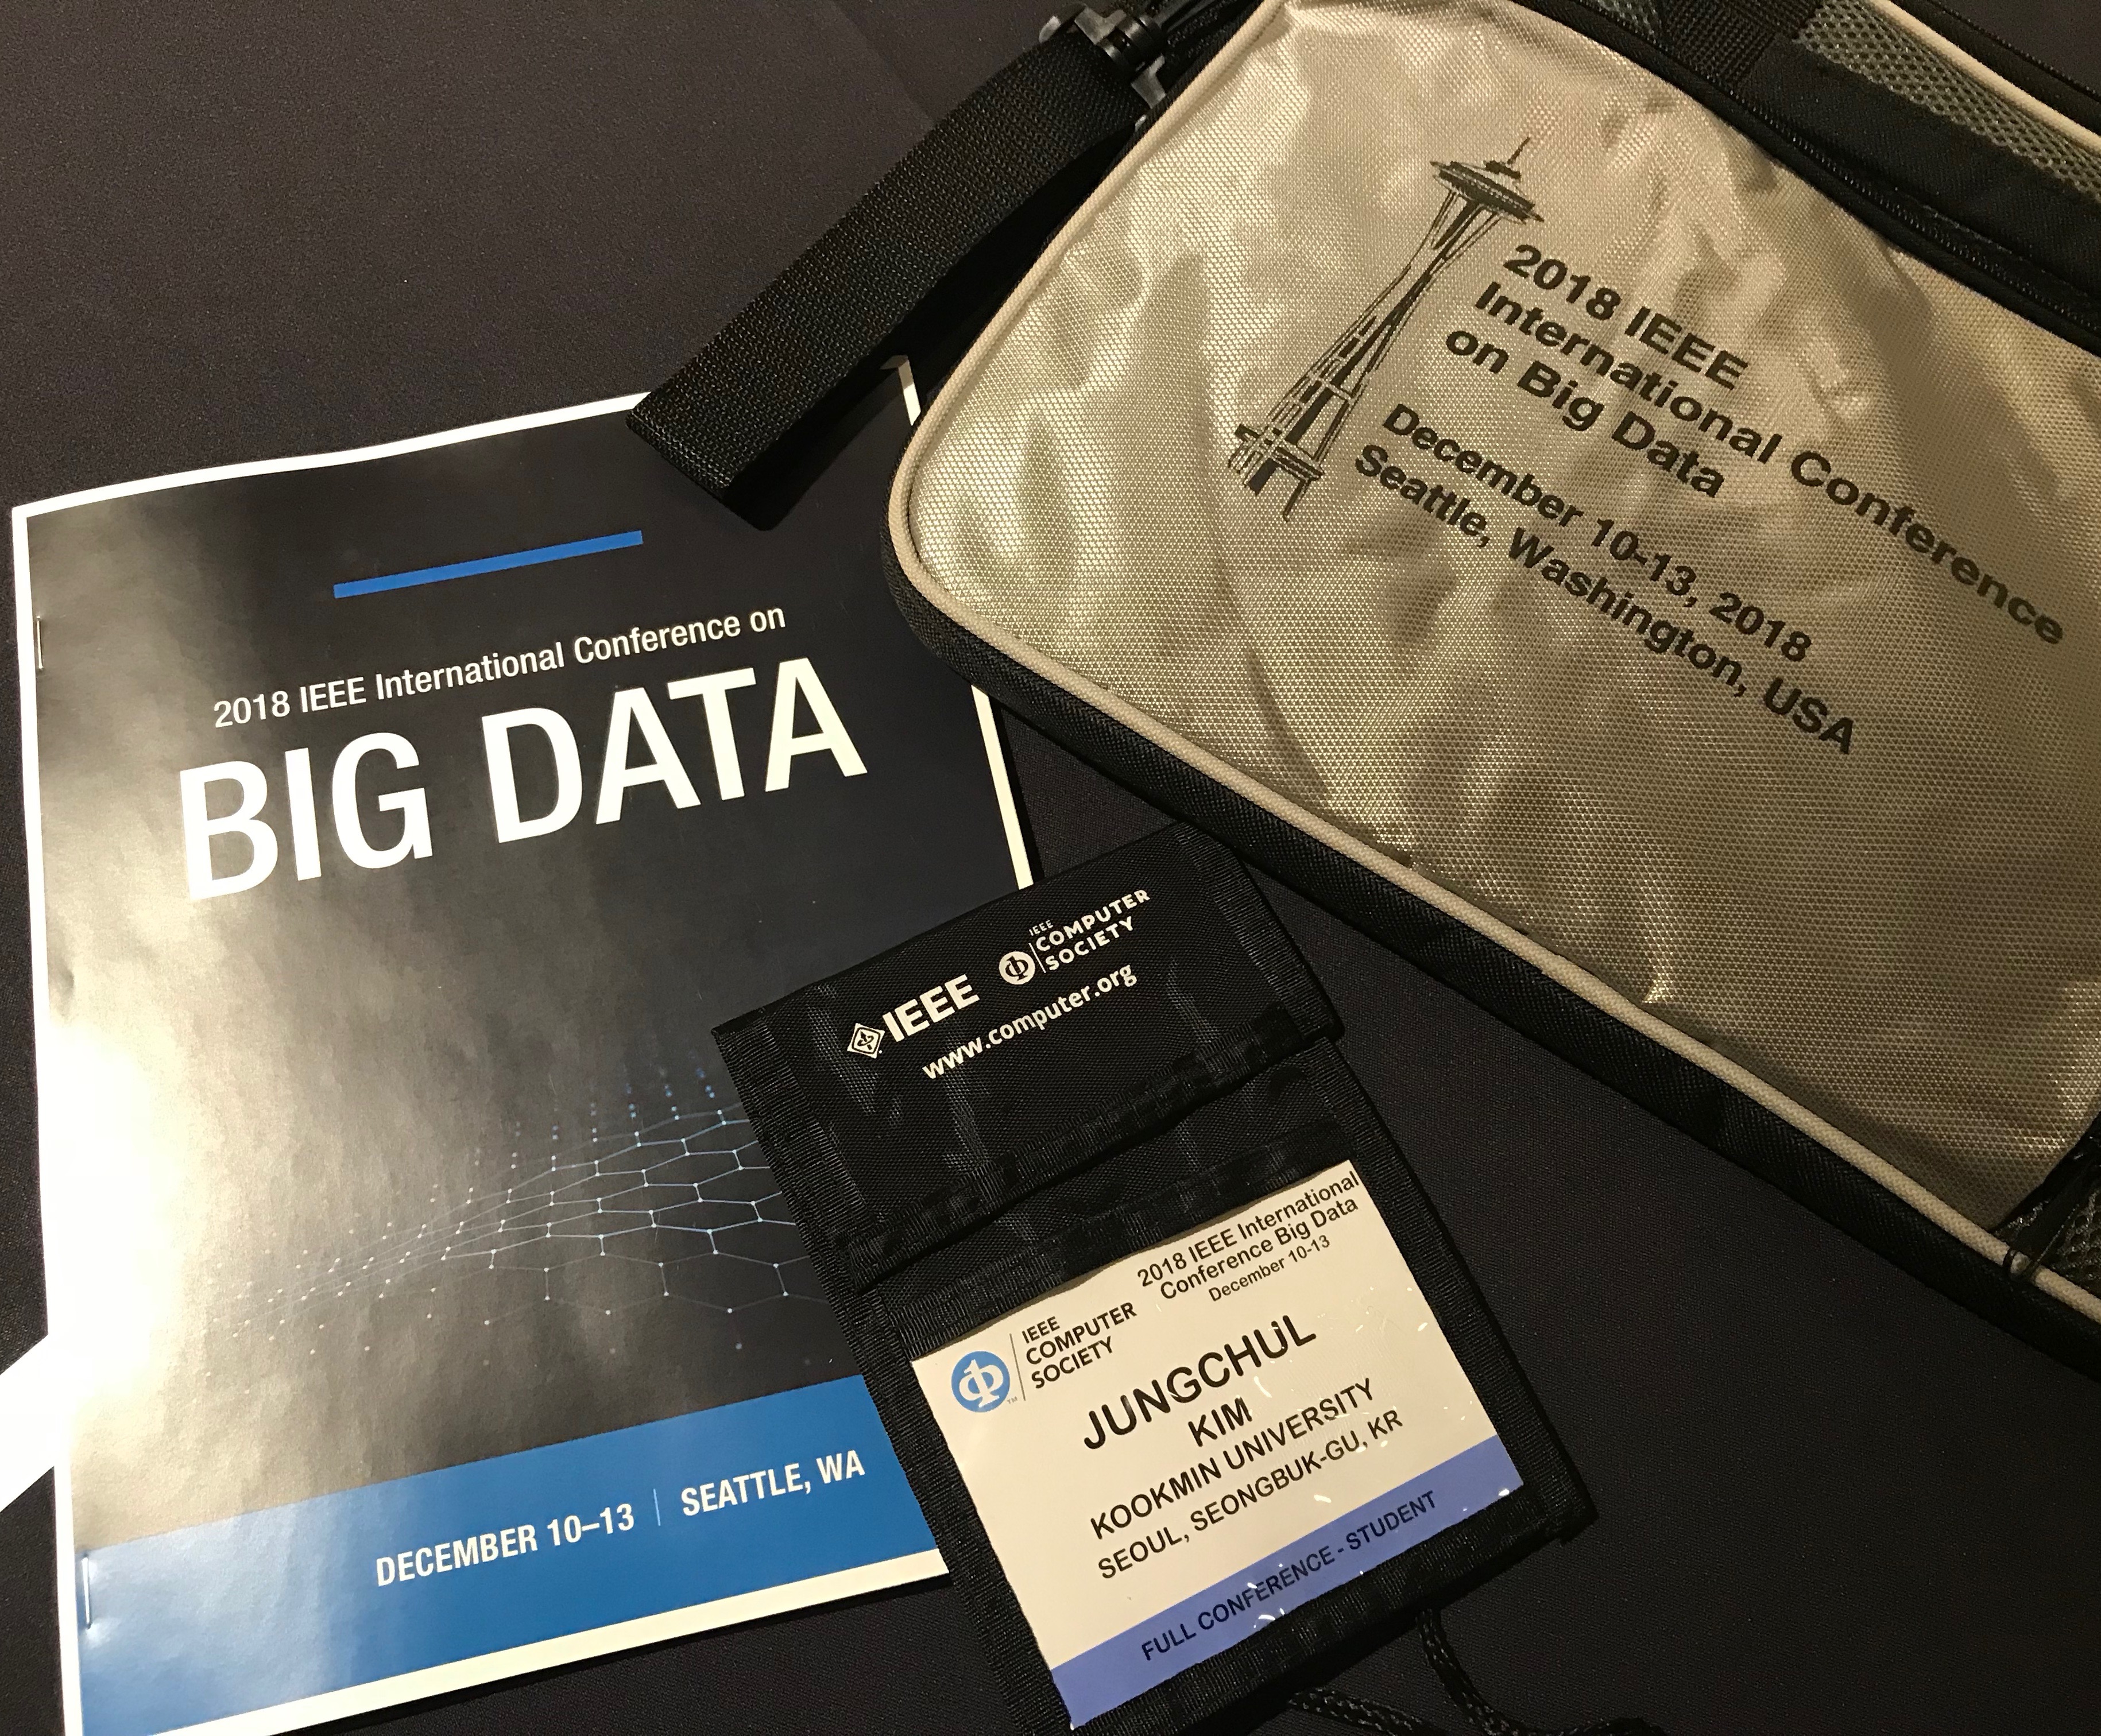 2018 IEEE
International Conference
on Big Data
December 10-13, 2018
Seattle, Washington, USA
2018 IEEE International Conference on
BIG DATA
DECEMBER 10–13 | SEATTLE, WA
IEEE
IEEE
COMPUTER
SOCIETY
www.computer.org
2018 IEEE International
Conference Big Data
December 10-13
IEEE
COMPUTER
SOCIETY
TM
JUNGCHUL
KIM
KOOKMIN UNIVERSITY
SEOUL, SEONGBUK-GU, KR
FULL CONFERENCE - STUDENT